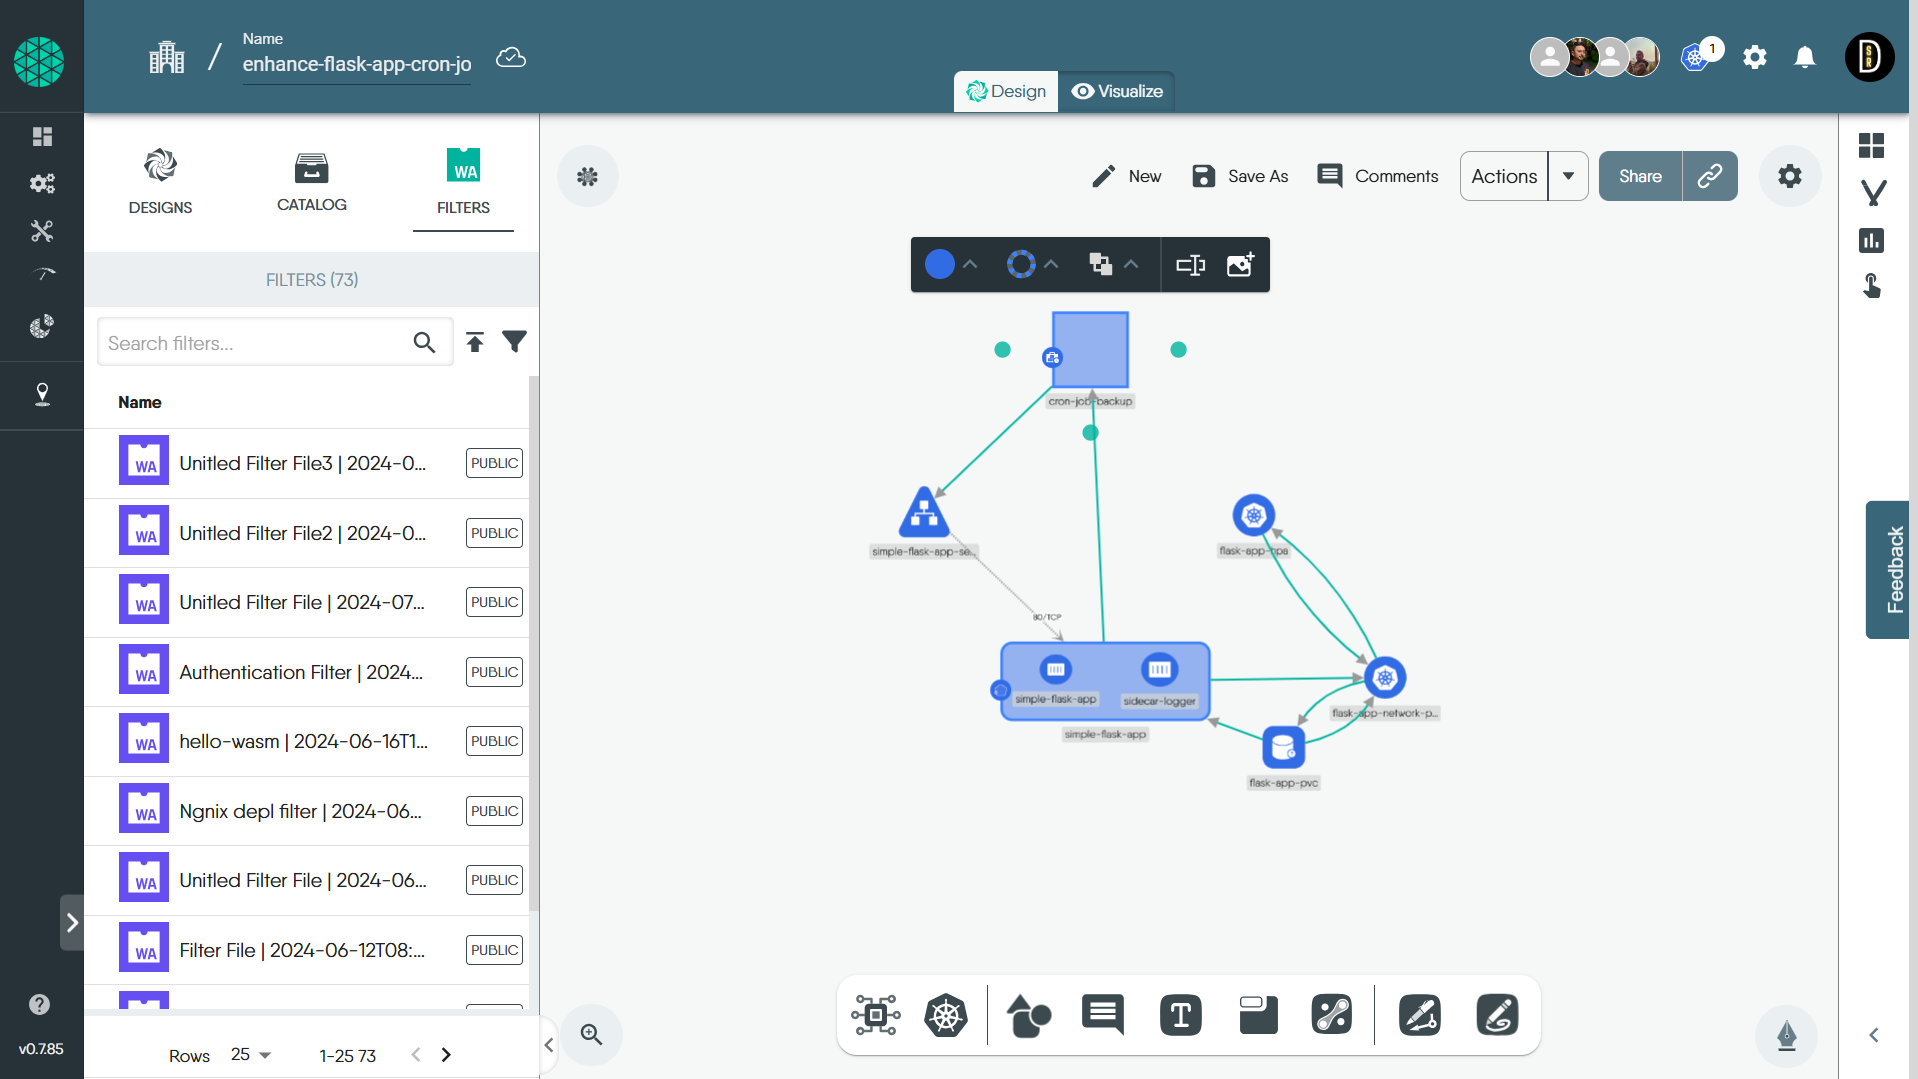 Name
/ enhance-flask-app-cron-jo
1
Design
Visualize
DESIGNS
CATALOG
WA
FILTERS
FILTERS (73)
Search filters...
Name
WA Unitled Filter File3 | 2024-0... PUBLIC
WA Unitled Filter File2 | 2024-0... PUBLIC
WA Unitled Filter File | 2024-07... PUBLIC
WA Authentication Filter | 2024... PUBLIC
WA hello-wasm | 2024-06-16T1... PUBLIC
WA Ngnix depl filter | 2024-06... PUBLIC
WA Unitled Filter File | 2024-06... PUBLIC
WA Filter File | 2024-06-12T08:... PUBLIC
Rows 25 1-25 73
v0.7.85
New
Save As
Comments
Actions
Share
cron-job-backup
simple-flask-app-se...
flask-app-hpa
80/TCP
simple-flask-app
sidecar-logger
simple-flask-app
flask-app-network-p...
flask-app-pvc
T
Feedback
D
SR